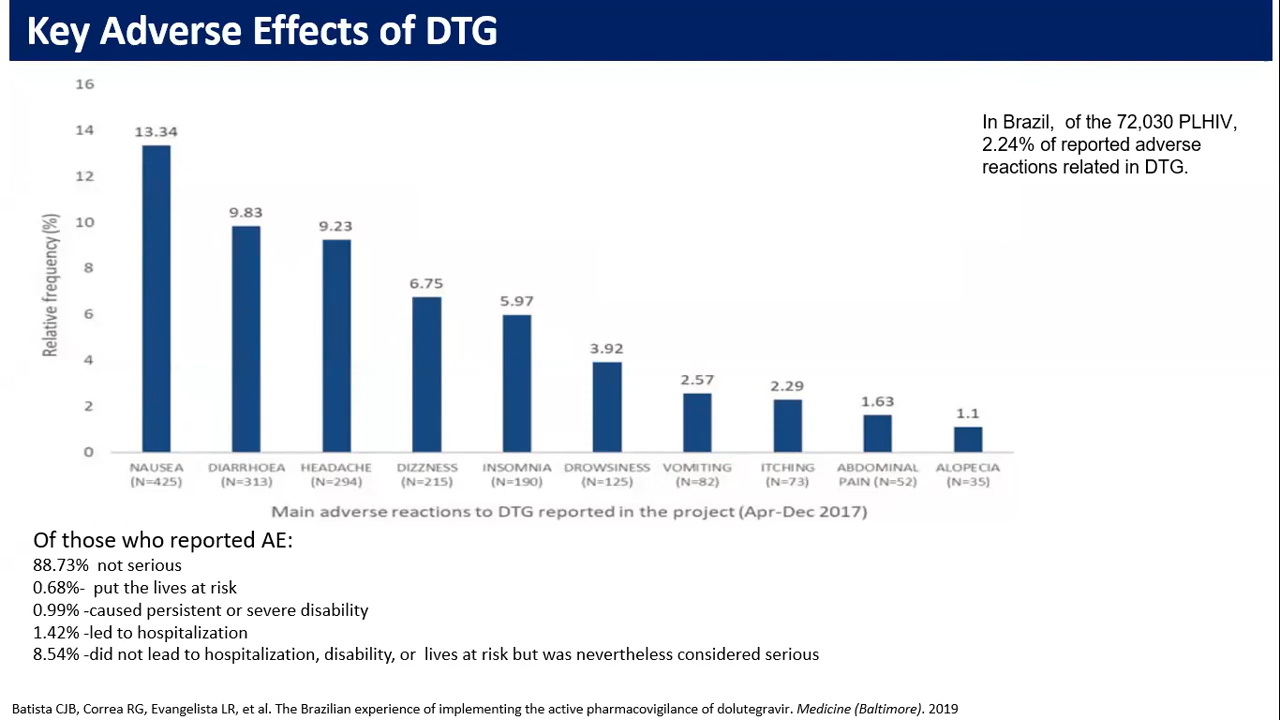 Key Adverse Effects of DTG
16
14
12
10
8
6
4
2
0
Relative frequency (%)
13.34
9.83
9.23
6.75
5.97
3.92
2.57
2.29
1.63
1.1
NAUSEA (N=425)
DIARRHOEA (N=313)
HEADACHE (N=294)
DIZZNESS (N=215)
INSOMNIA (N=190)
DROWSINESS (N=125)
VOMITING (N=82)
ITCHING (N=73)
ABDOMINAL PAIN (N=52)
ALOPECIA (N=35)
Main adverse reactions to DTG reported in the project (Apr-Dec 2017)
In Brazil,  of the 72,030 PLHIV,
2.24% of reported adverse
reactions related in DTG.
Of those who reported AE:
88.73%  not serious
0.68%-  put the lives at risk
0.99% -caused persistent or severe disability
1.42% -led to hospitalization
8.54% -did not lead to hospitalization, disability, or  lives at risk but was nevertheless considered serious
Batista CJB, Correa RG, Evangelista LR, et al. The Brazilian experience of implementing the active pharmacovigilance of dolutegravir. Medicine (Baltimore). 2019